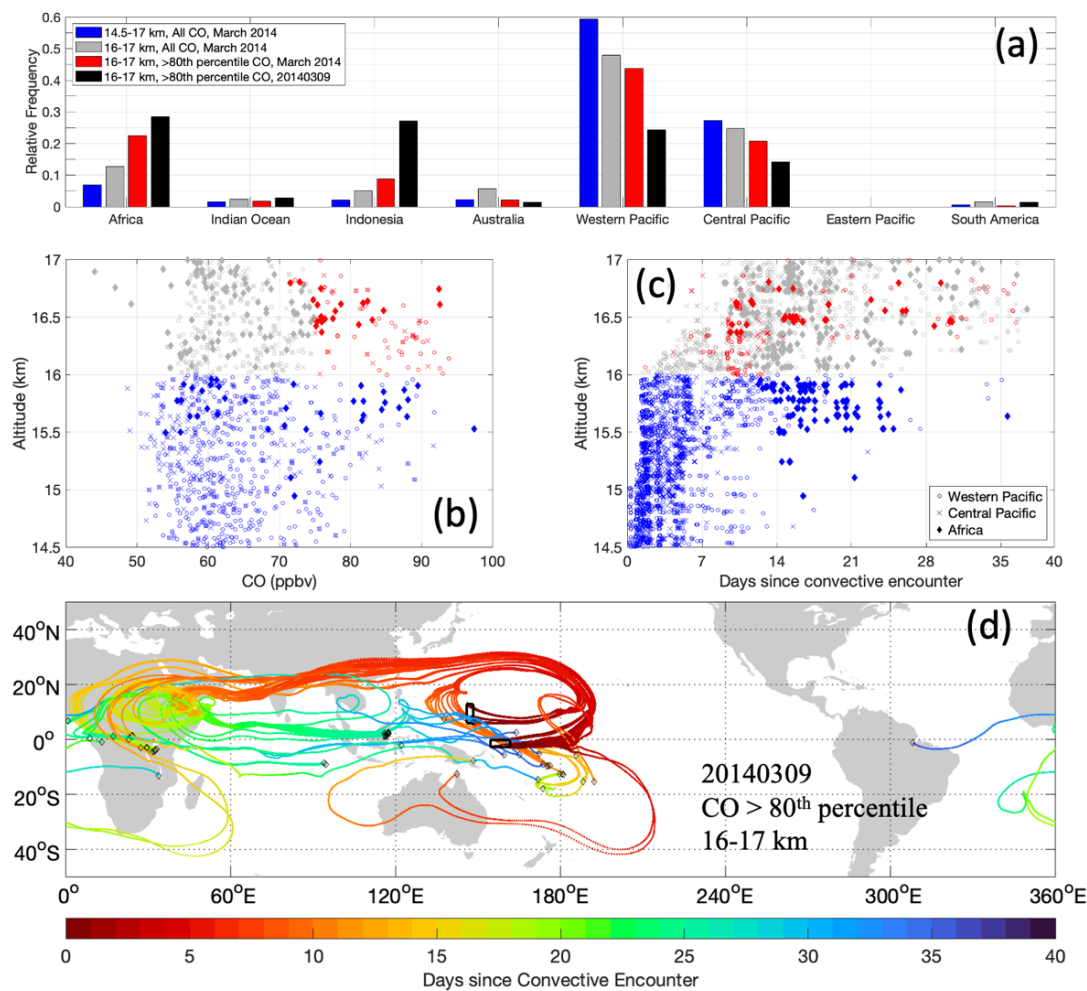 (a)
14.5-17 km, All CO, March 2014
16-17 km, All CO, March 2014
16-17 km, >80th percentile CO, March 2014
16-17 km, >80th percentile CO, 20140309
Relative Frequency
0.6
0.5
0.4
0.3
0.2
0.1
0
Africa Indian Ocean Indonesia Australia Western Pacific Central Pacific Eastern Pacific South America
(b)
Altitude (km)
17
16.5
16
15.5
15
14.5
40 50 60 70 80 90 100
CO (ppbv)
(c)
Altitude (km)
17
16.5
16
15.5
15
14.5
Western Pacific
Central Pacific
Africa
0 7 14 21 28 35 40
Days since convective encounter
(d)
40°N
20°N
0°
20°S
40°S
20140309
CO > 80th percentile
16-17 km
0° 60°E 120°E 180°E 240°E 300°E 360°E
0 5 10 15 20 25 30 35 40
Days since Convective Encounter